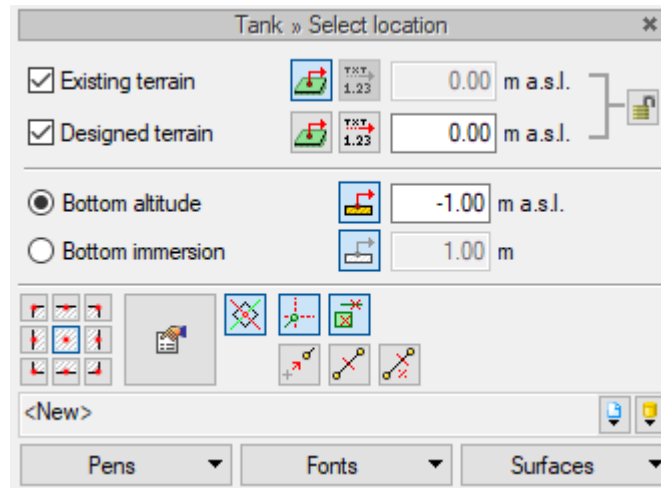 Tank » Select location
Existing terrain TXT 1.23 0.00 m a.s.l.
Designed terrain TXT 1.23 0.00 m a.s.l.
Bottom altitude -1.00 m a.s.l.
Bottom immersion 1.00 m
<New>
Pens Fonts Surfaces